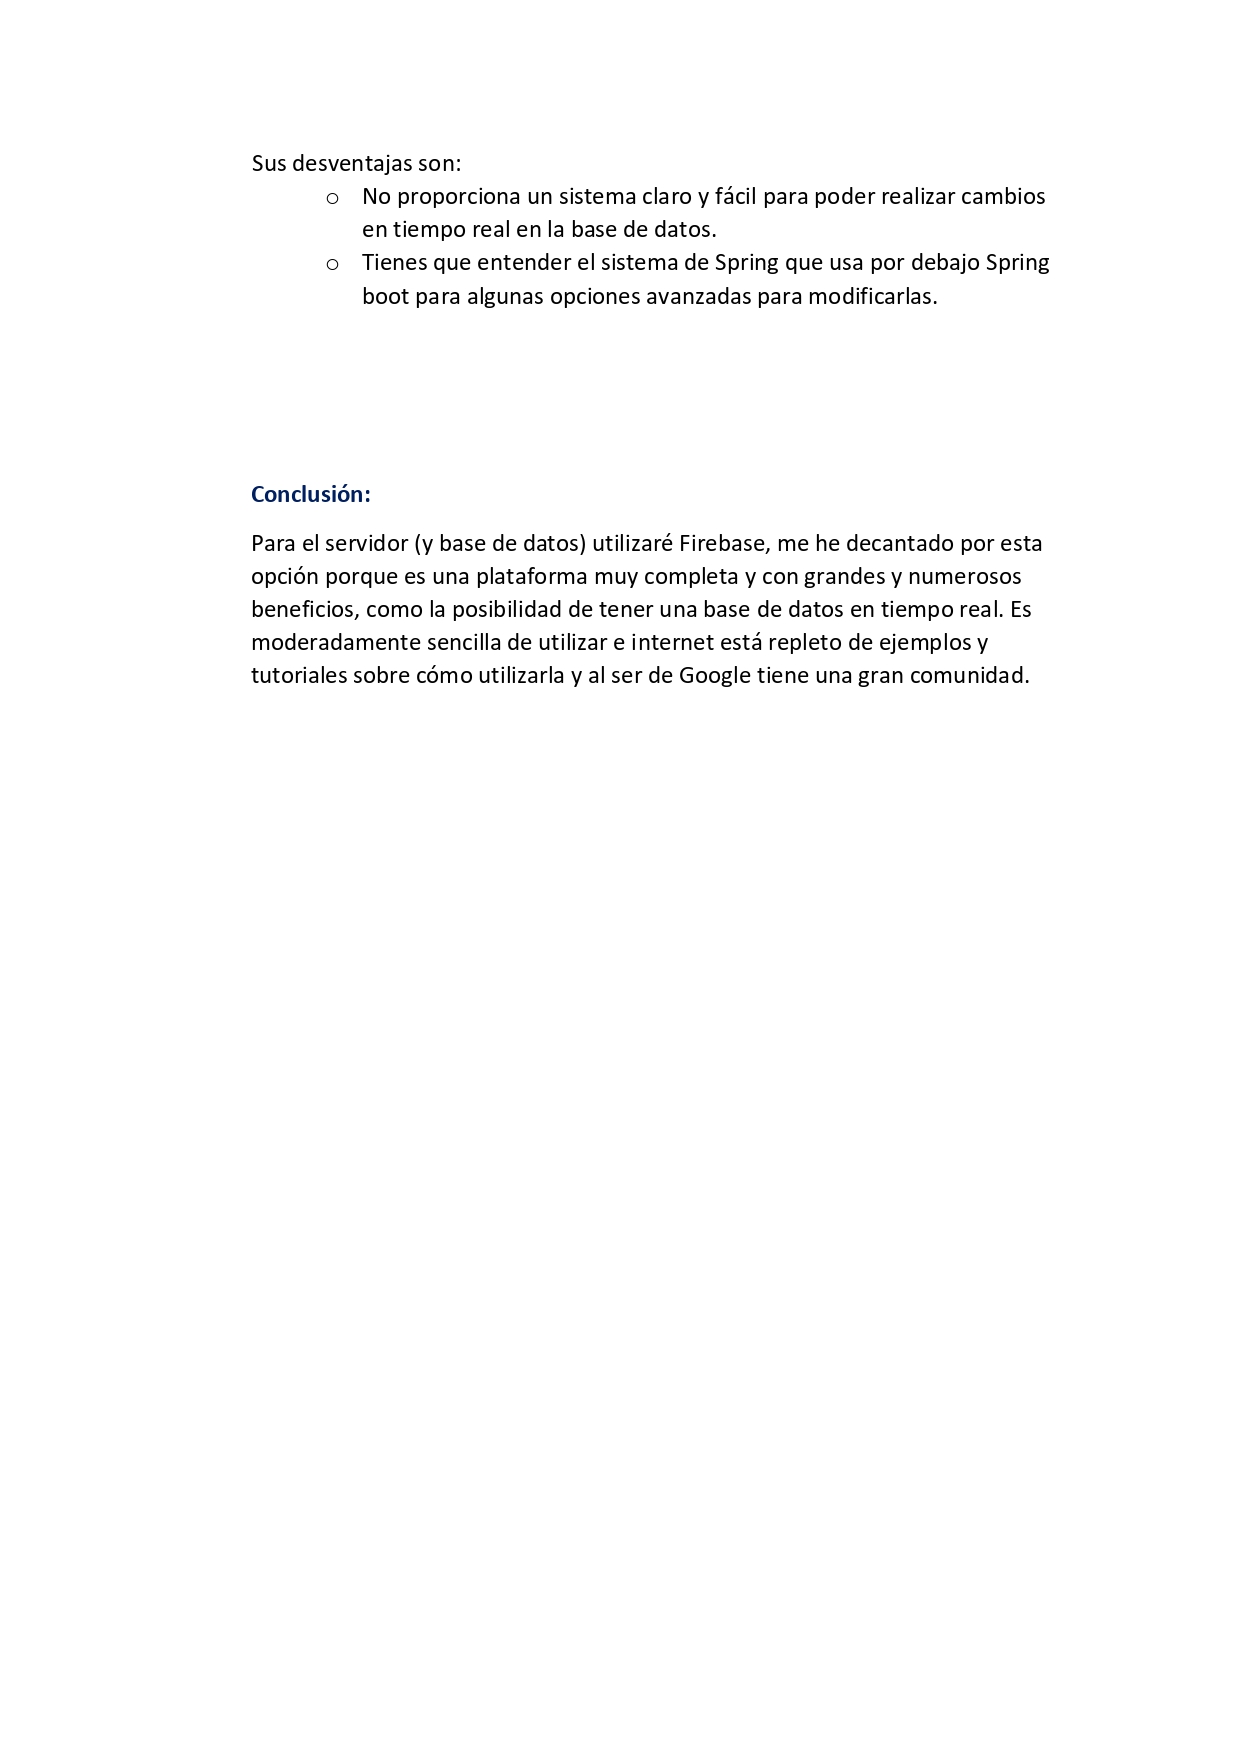 Sus desventajas son:
o No proporciona un sistema claro y fácil para poder realizar cambios
en tiempo real en la base de datos.
o Tienes que entender el sistema de Spring que usa por debajo Spring
boot para algunas opciones avanzadas para modificarlas.
Conclusión:
Para el servidor (y base de datos) utilizaré Firebase, me he decantado por esta
opción porque es una plataforma muy completa y con grandes y numerosos
beneficios, como la posibilidad de tener una base de datos en tiempo real. Es
moderadamente sencilla de utilizar e internet está repleto de ejemplos y
tutoriales sobre cómo utilizarla y al ser de Google tiene una gran comunidad.